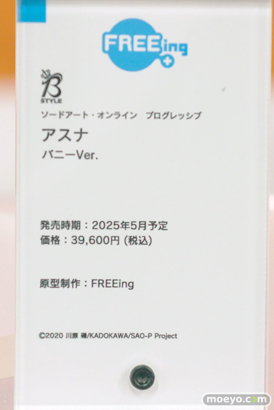 FREEing
B
STYLE
ソードアート・オンライン プログレッシブ
アスナ
バニーVer.
発売時期：2025年5月予定
価格：39,600円 (税込)
原型制作：FREEing
©2020 川原 礫/KADOKAWA/SAO-P Project
moeyo.com